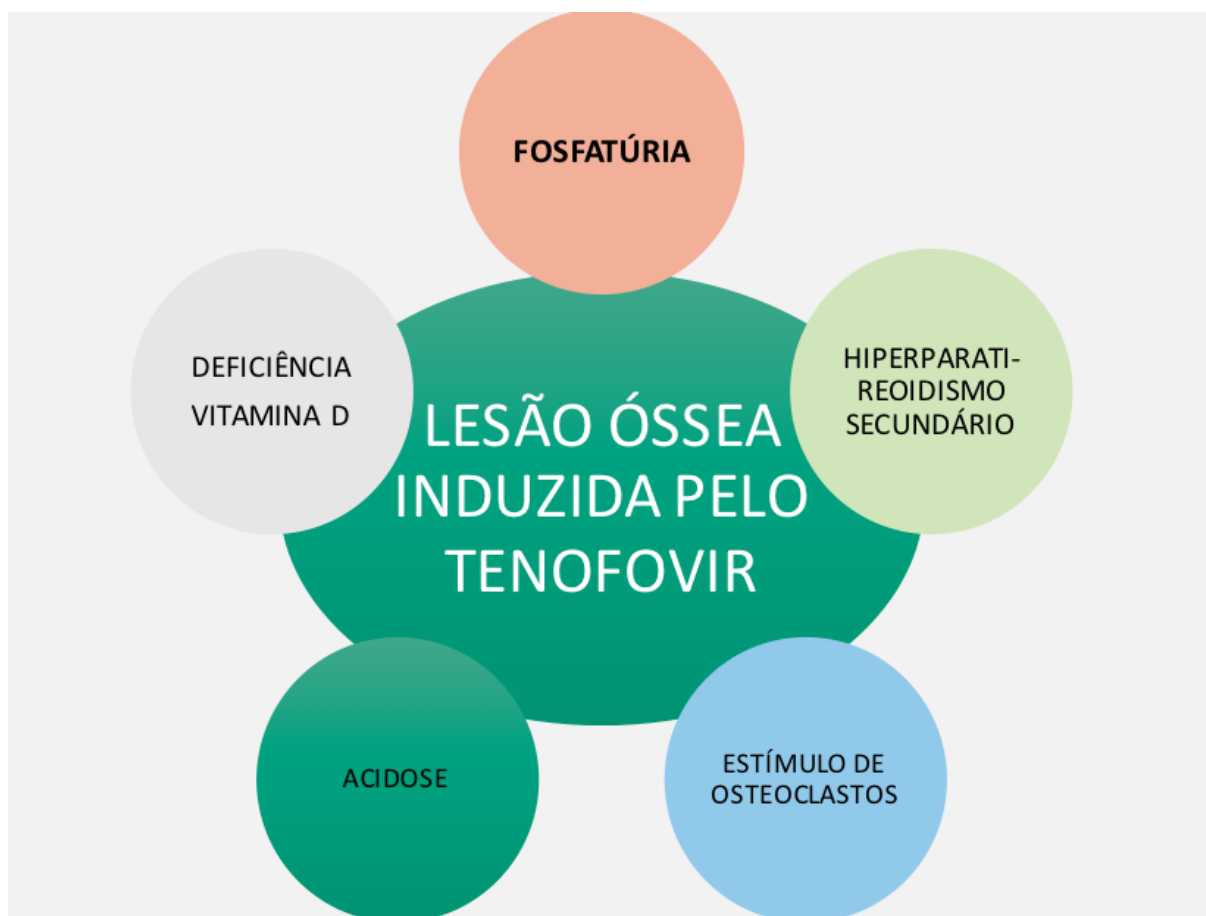 FOSFATÚRIA
DEFICIÊNCIA
VITAMINA D
HIPERPARATI-
REOIDISMO
SECUNDÁRIO
LESÃO ÓSSEA
INDUZIDA PELO
TENOFOVIR
ACIDOSE
ESTÍMULO DE
OSTEOCLASTOS